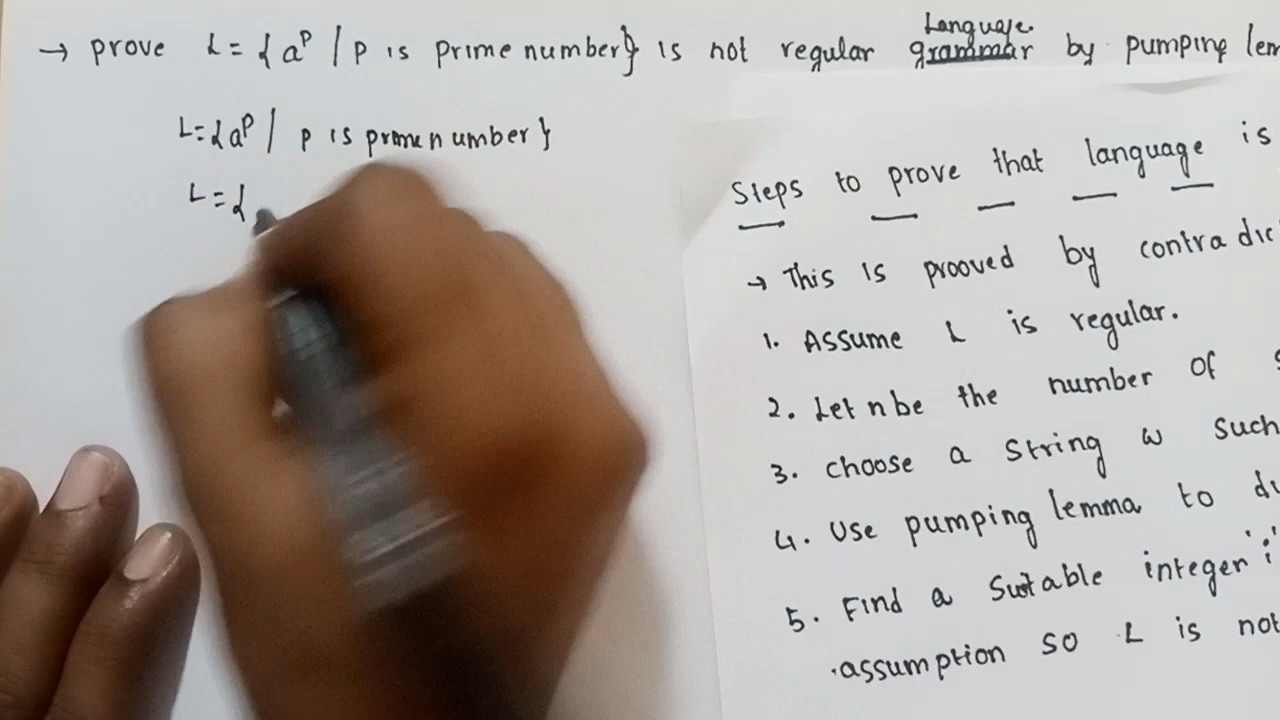 Language
→ prove L = { aᵖ / p is prime number} is not regular grammar by pumping lem
L={aᵖ / p is prime number}
L={
Steps to prove that language is
→ This is prooved by contradic
1. Assume L is regular.
2. Let n be the number of
3. choose a string ω such
4. Use pumping lemma to
5. Find a Sutable integer 'i'
assumption so L is not